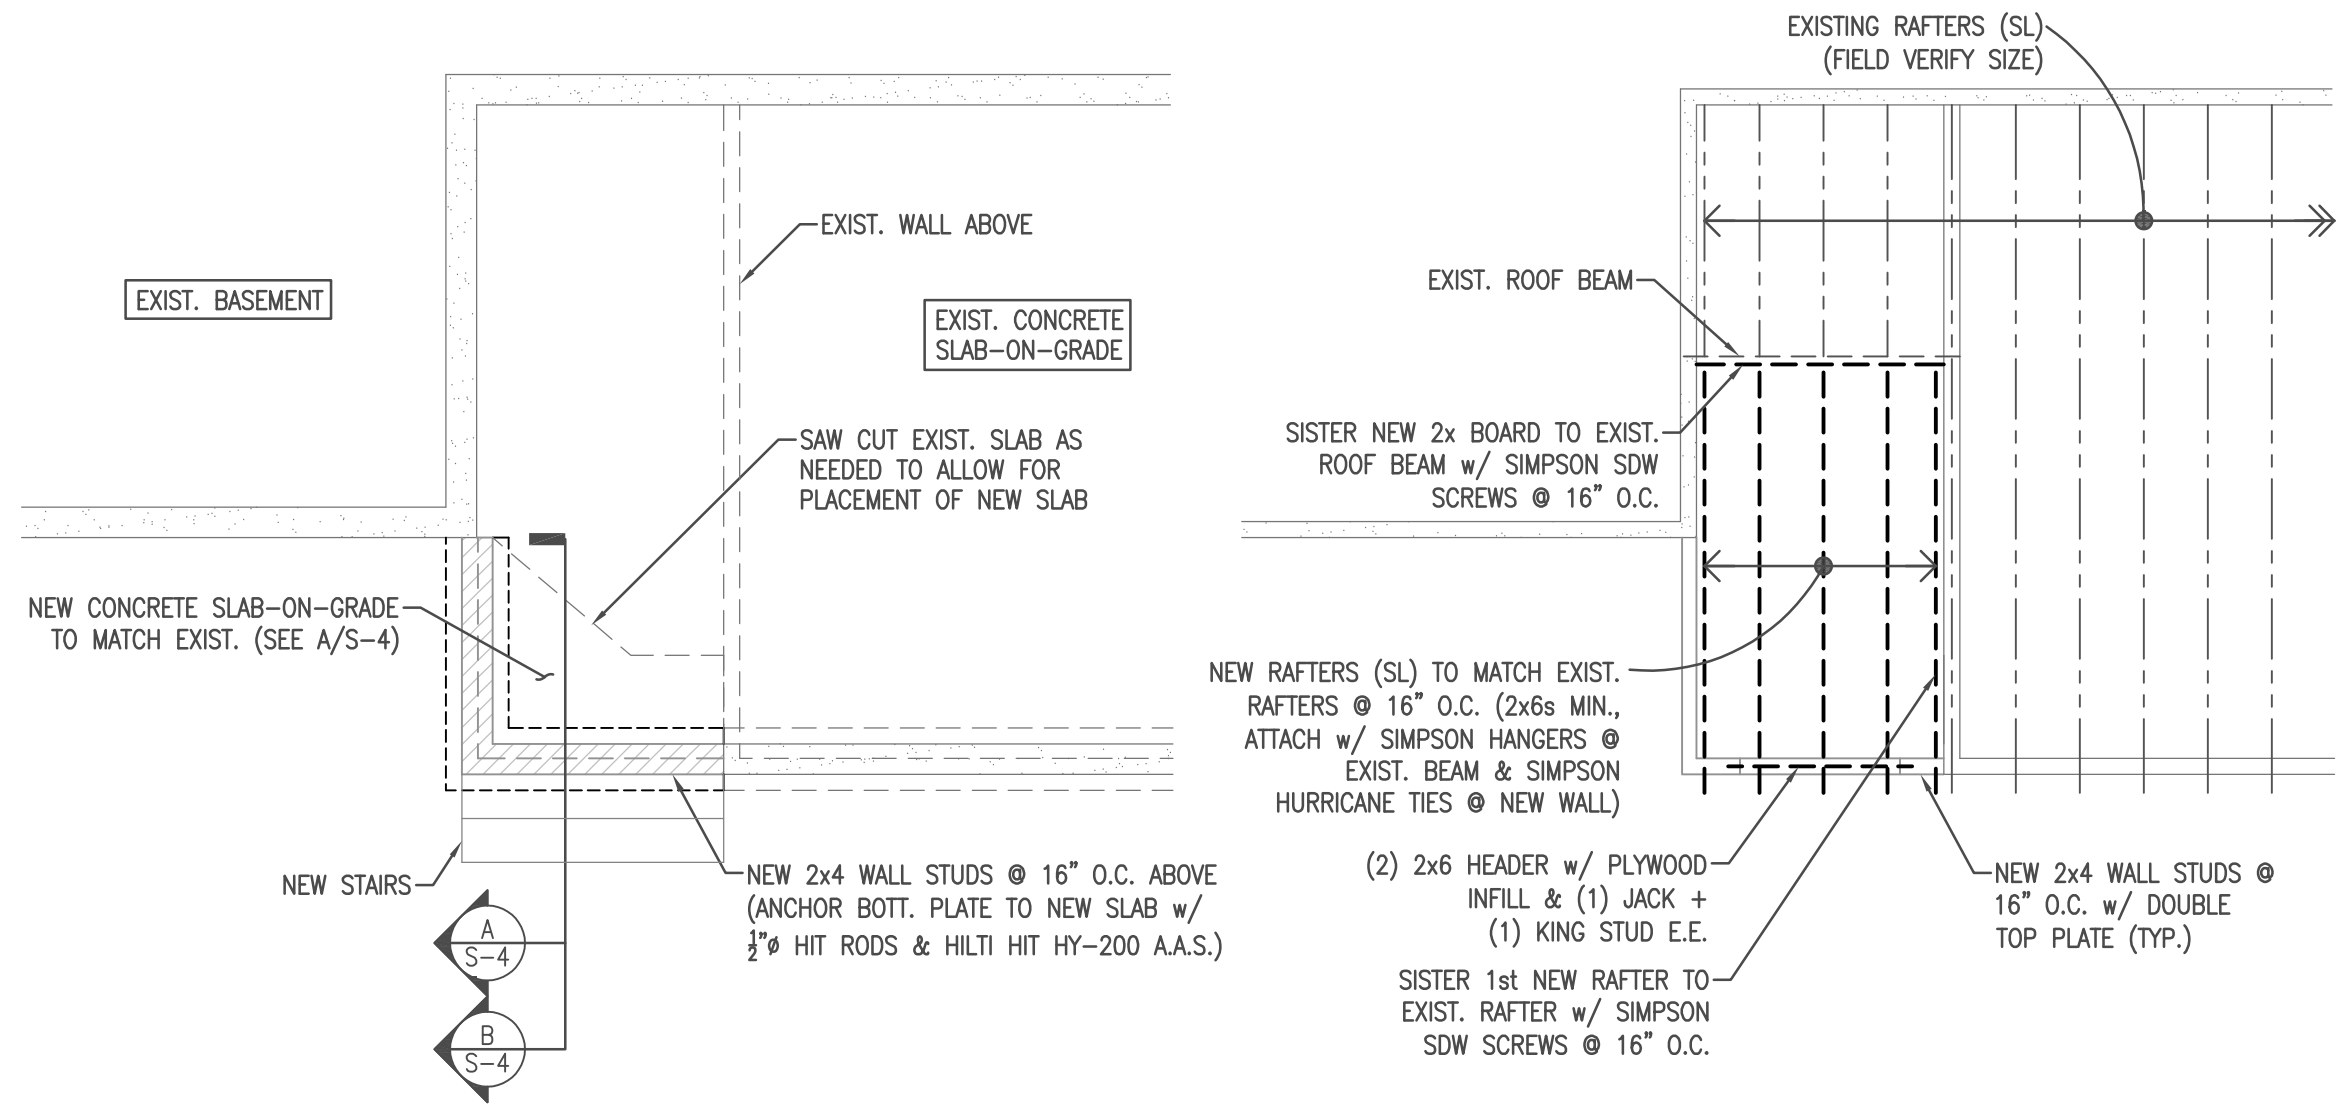 EXIST. BASEMENT
EXIST. WALL ABOVE
EXIST. CONCRETE
SLAB-ON-GRADE
SAW CUT EXIST. SLAB AS
NEEDED TO ALLOW FOR
PLACEMENT OF NEW SLAB
NEW CONCRETE SLAB-ON-GRADE
TO MATCH EXIST. (SEE A/S-4)
NEW STAIRS
NEW 2x4 WALL STUDS @ 16" O.C. ABOVE
(ANCHOR BOTT. PLATE TO NEW SLAB w/
½"ø HIT RODS & HILTI HIT HY-200 A.A.S.)
A
S-4
B
S-4
EXISTING RAFTERS (SL)
(FIELD VERIFY SIZE)
EXIST. ROOF BEAM
SISTER NEW 2x BOARD TO EXIST.
ROOF BEAM w/ SIMPSON SDW
SCREWS @ 16" O.C.
NEW RAFTERS (SL) TO MATCH EXIST.
RAFTERS @ 16" O.C. (2x6s MIN.,
ATTACH w/ SIMPSON HANGERS @
EXIST. BEAM & SIMPSON
HURRICANE TIES @ NEW WALL)
(2) 2x6 HEADER w/ PLYWOOD
INFILL & (1) JACK +
(1) KING STUD E.E.
SISTER 1st NEW RAFTER TO
EXIST. RAFTER w/ SIMPSON
SDW SCREWS @ 16" O.C.
NEW 2x4 WALL STUDS @
16" O.C. w/ DOUBLE
TOP PLATE (TYP.)